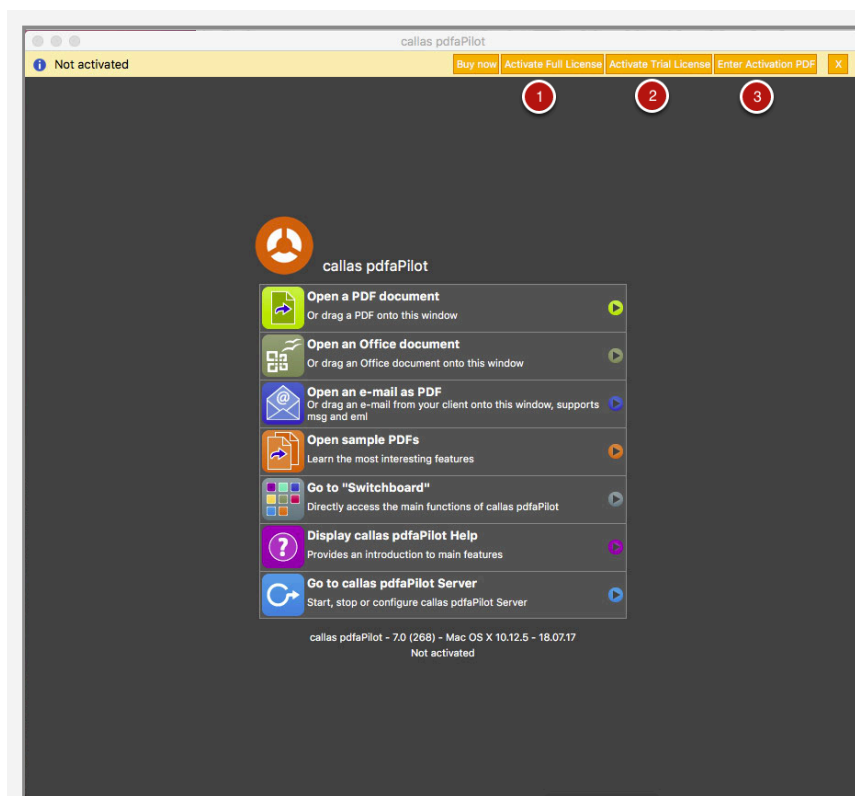 callas pdfaPilot
Not activated
Buy now Activate Full License Activate Trial License Enter Activation PDF X
1 2 3
callas pdfaPilot
Open a PDF document
Or drag a PDF onto this window
Open an Office document
Or drag an Office document onto this window
Open an e-mail as PDF
Or drag an e-mail from your client onto this window, supports
msg and eml
Open sample PDFs
Learn the most interesting features
Go to "Switchboard"
Directly access the main functions of callas pdfaPilot
Display callas pdfaPilot Help
Provides an introduction to main features
Go to callas pdfaPilot Server
Start, stop or configure callas pdfaPilot Server
callas pdfaPilot - 7.0 (268) - Mac OS X 10.12.5 - 18.07.17
Not activated